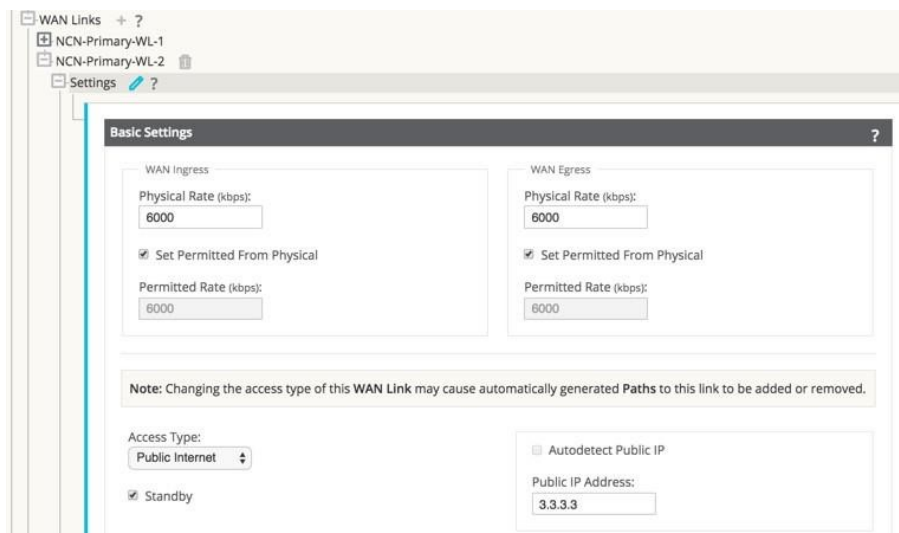 WAN Links + ?
NCN-Primary-WL-1
NCN-Primary-WL-2
Settings ?
Basic Settings ?
WAN Ingress
Physical Rate (kbps):
6000
Set Permitted From Physical
Permitted Rate (kbps):
6000
WAN Egress
Physical Rate (kbps):
6000
Set Permitted From Physical
Permitted Rate (kbps):
6000
Note: Changing the access type of this WAN Link may cause automatically generated Paths to this link to be added or removed.
Access Type:
Public Internet
Standby
Autodetect Public IP
Public IP Address:
3.3.3.3